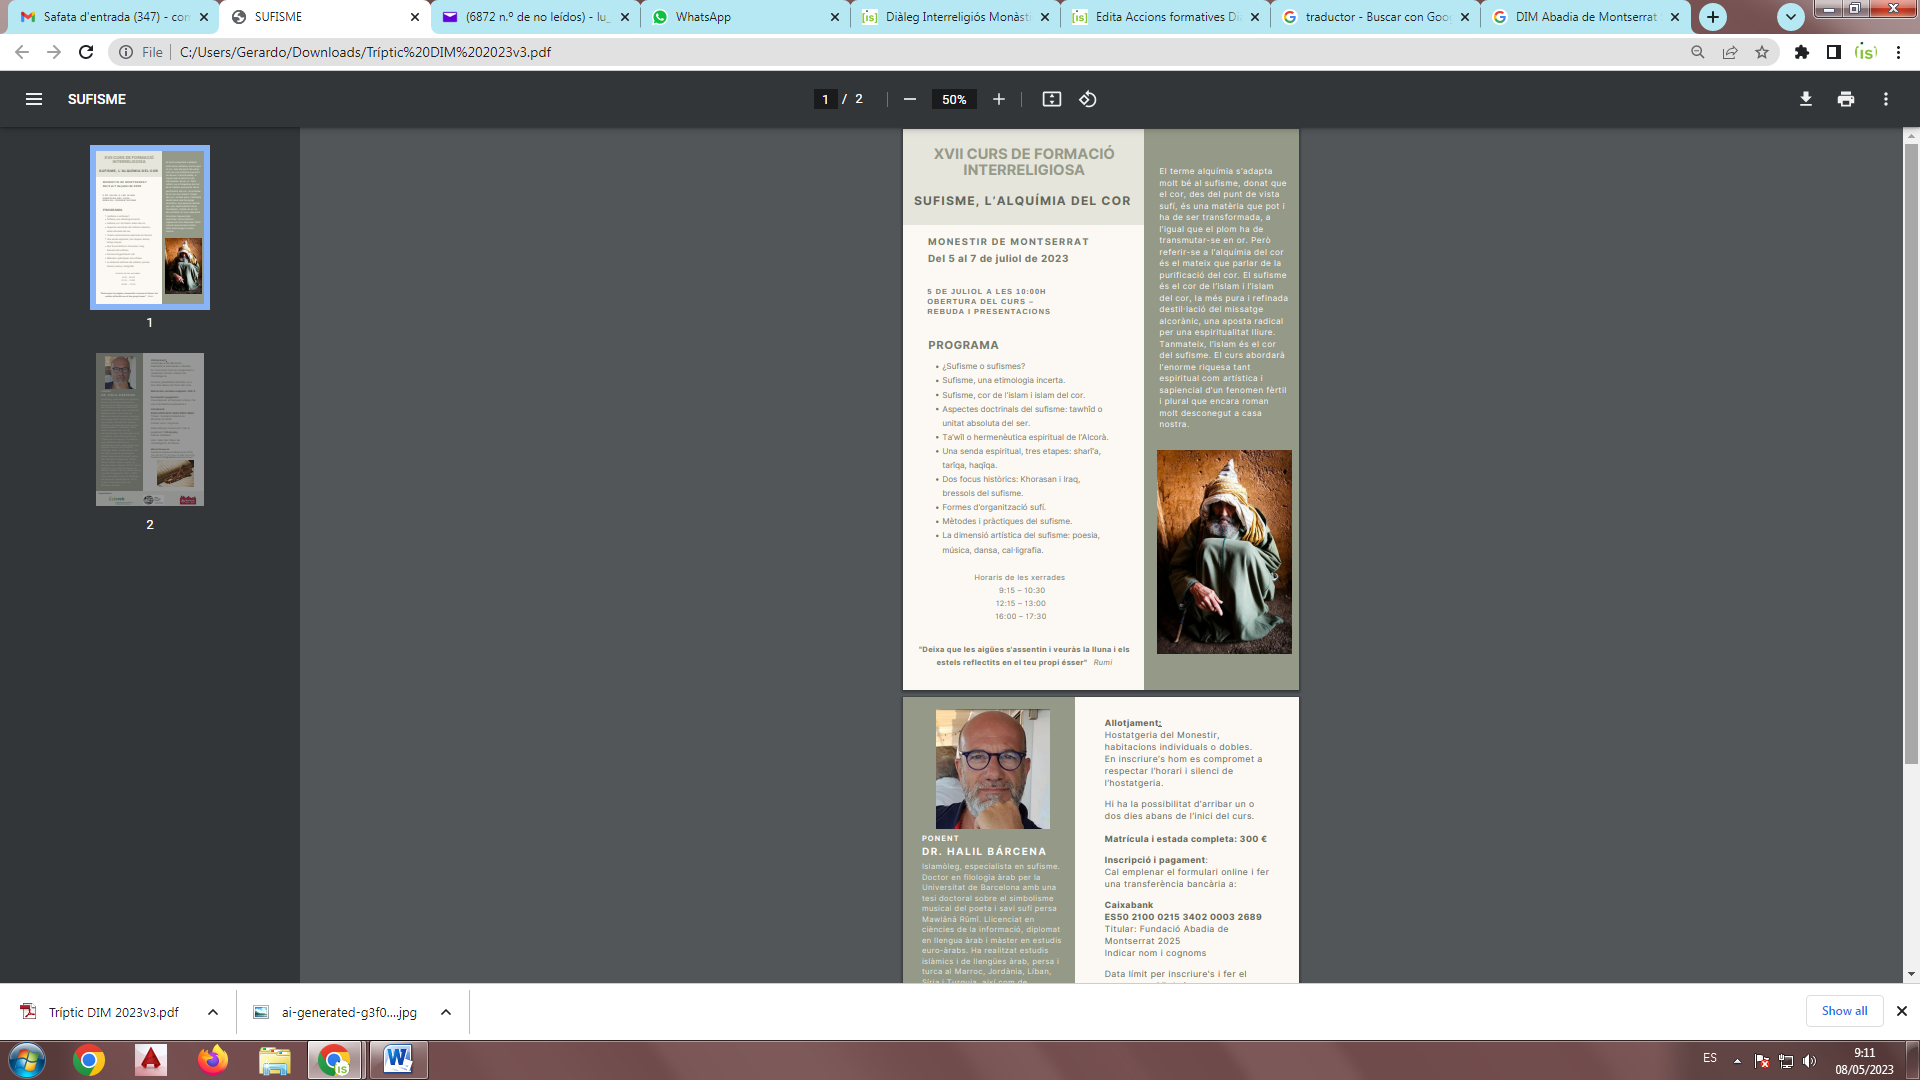 Safata d'entrada (347) - con
SUFISME
(6872 n.º de no leídos) - lu_
WhatsApp
Diàleg Interreligiós Monàst
Edita Accions formatives Di
traductor - Buscar con Goo
DIM Abadia de Montserrat
File
C:/Users/Gerardo/Downloads/Tríptic%20DIM%202023v3.pdf
SUFISME
1 / 2
50%
1
2
XVII CURS DE FORMACIÓ
INTERRELIGIOSA
SUFISME, L'ALQUÍMIA DEL COR
MONESTIR DE MONTSERRAT
Del 5 al 7 de juliol de 2023
5 DE JULIOL A LES 10:00H
OBERTURA DEL CURS –
REBUDA I PRESENTACIONS
PROGRAMA
• ¿Sufisme o sufismes?
• Sufisme, una etimologia incerta.
• Sufisme, cor de l'islam i islam del cor.
• Aspectes doctrinals del sufisme: tawhîd o
unitat absoluta del ser.
• Ta'wîl o hermenèutica espiritual de l'Alcorà.
• Una senda espiritual, tres etapes: sharî'a,
tarîqa, haqîqa.
• Dos focus històrics: Khorasan i Iraq,
bressols del sufisme.
• Formes d'organització sufí.
• Mètodes i pràctiques del sufisme.
• La dimensió artística del sufisme: poesia,
música, dansa, cal·ligrafia.
Horaris de les xerrades
9:15 – 10:30
12:15 – 13:00
16:00 – 17:30
"Deixa que les aigües s'assentin i veuràs la lluna i els
estels reflectits en el teu propi ésser" Rumi
El terme alquímia s'adapta
molt bé al sufisme, donat que
el cor, des del punt de vista
sufí, és una matèria que pot i
ha de ser transformada, a
l'igual que el plom ha de
transmutar-se en or. Però
referir-se a l'alquímia del cor
és el mateix que parlar de la
purificació del cor. El sufisme
és el cor de l'islam i l'islam
del cor, la més pura i refinada
destil·lació del missatge
alcorànic, una aposta radical
per una espiritualitat lliure.
Tanmateix, l'islam és el cor
del sufisme. El curs abordarà
l'enorme riquesa tant
espiritual com artística i
sapiencial d'un fenomen fèrtil
i plural que encara roman
molt desconegut a casa
nostra.
PONENT
DR. HALIL BÁRCENA
Islamòleg, especialista en sufisme.
Doctor en filologia àrab per la
Universitat de Barcelona amb una
tesi doctoral sobre el simbolisme
musical del poeta i savi sufí persa
Mawlânâ Rûmî. Llicenciat en
ciències de la informació, diplomat
en llengua àrab i màster en estudis
euro-àrabs. Ha realitzat estudis
islàmics i de llengües àrab, persa i
turca al Marroc, Jordània, Líban,
Síria i Turquia, així com de
Allotjament:
Hostatgeria del Monestir,
habitacions individuals o dobles.
En inscriure's hom es compromet a
respectar l'horari i silenci de
l'hostatgeria.
Hi ha la possibilitat d'arribar un o
dos dies abans de l'inici del curs.
Matrícula i estada completa: 300 €
Inscripció i pagament:
Cal emplenar el formulari online i fer
una transferència bancària a:
Caixabank
ES50 2100 0215 3402 0003 2689
Titular: Fundació Abadia de
Montserrat 2025
Indicar nom i cognoms
Data límit per inscriure's i fer el
Tríptic DIM 2023v3.pdf
ai-generated-g3f0....jpg
Show all
ES
9:11
08/05/2023